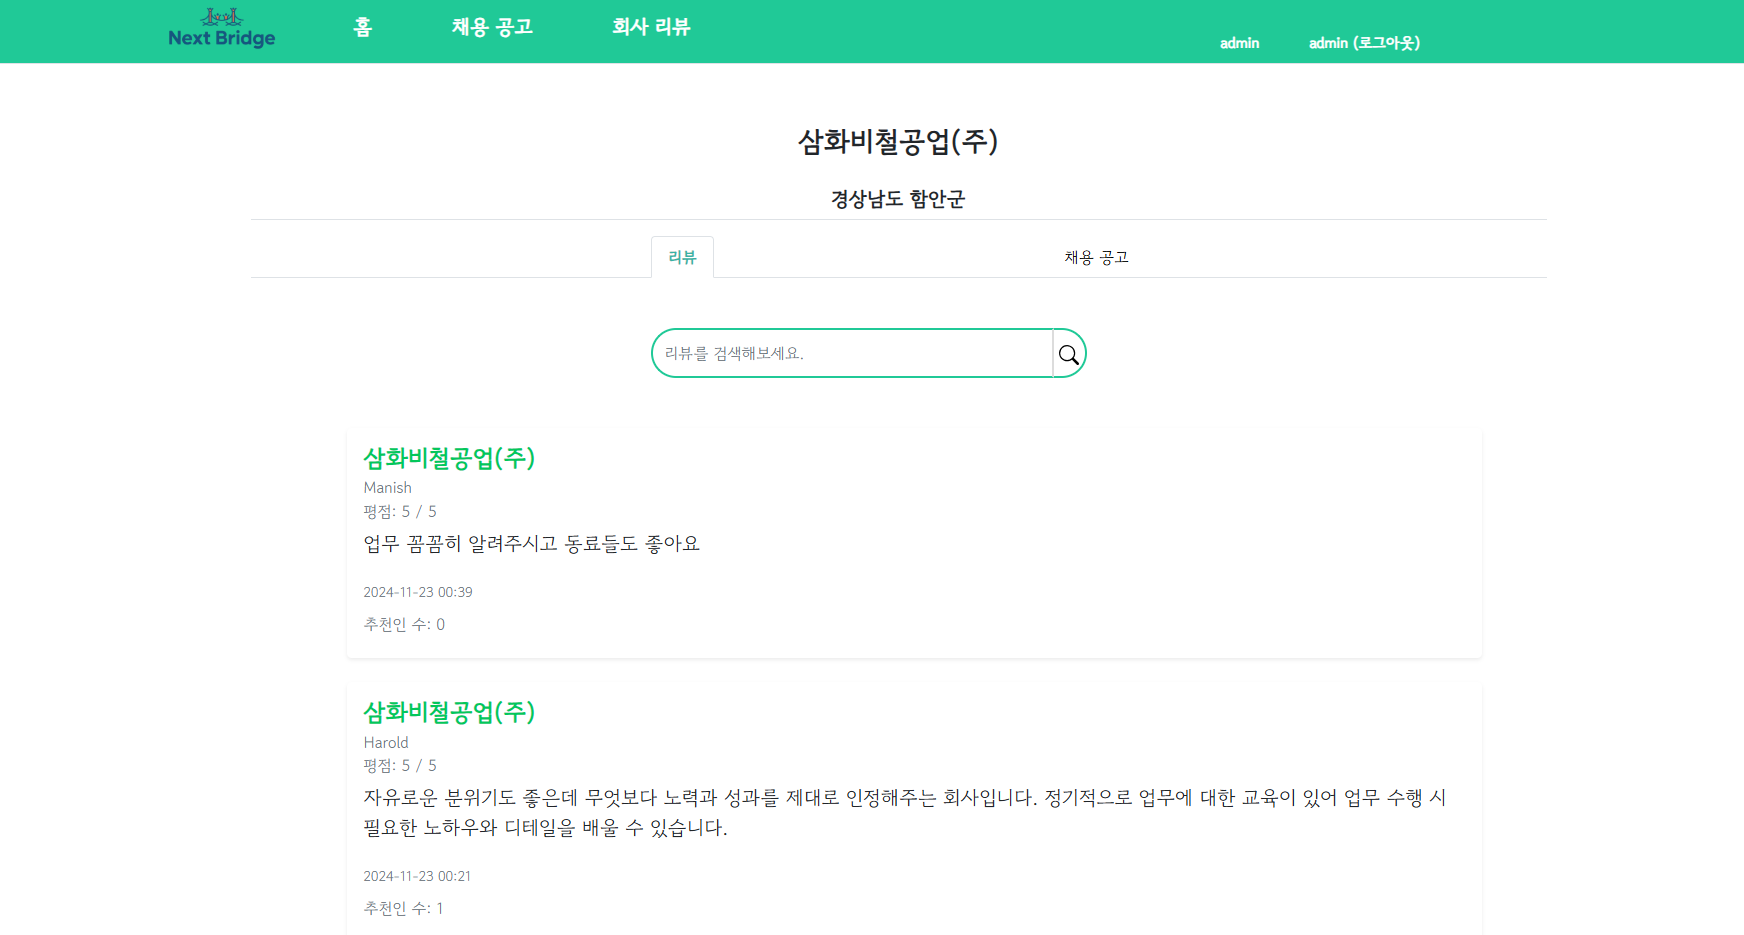 Next Bridge
홈
채용 공고
회사 리뷰
admin
admin (로그아웃)
삼화비철공업(주)
경상남도 함안군
리뷰
채용 공고
리뷰를 검색해보세요.
삼화비철공업(주)
Manish
평점: 5 / 5
업무 꼼꼼히 알려주시고 동료들도 좋아요
2024-11-23 00:39
추천인 수: 0
삼화비철공업(주)
Harold
평점: 5 / 5
자유로운 분위기도 좋은데 무엇보다 노력과 성과를 제대로 인정해주는 회사입니다. 정기적으로 업무에 대한 교육이 있어 업무 수행 시
필요한 노하우와 디테일을 배울 수 있습니다.
2024-11-23 00:21
추천인 수: 1